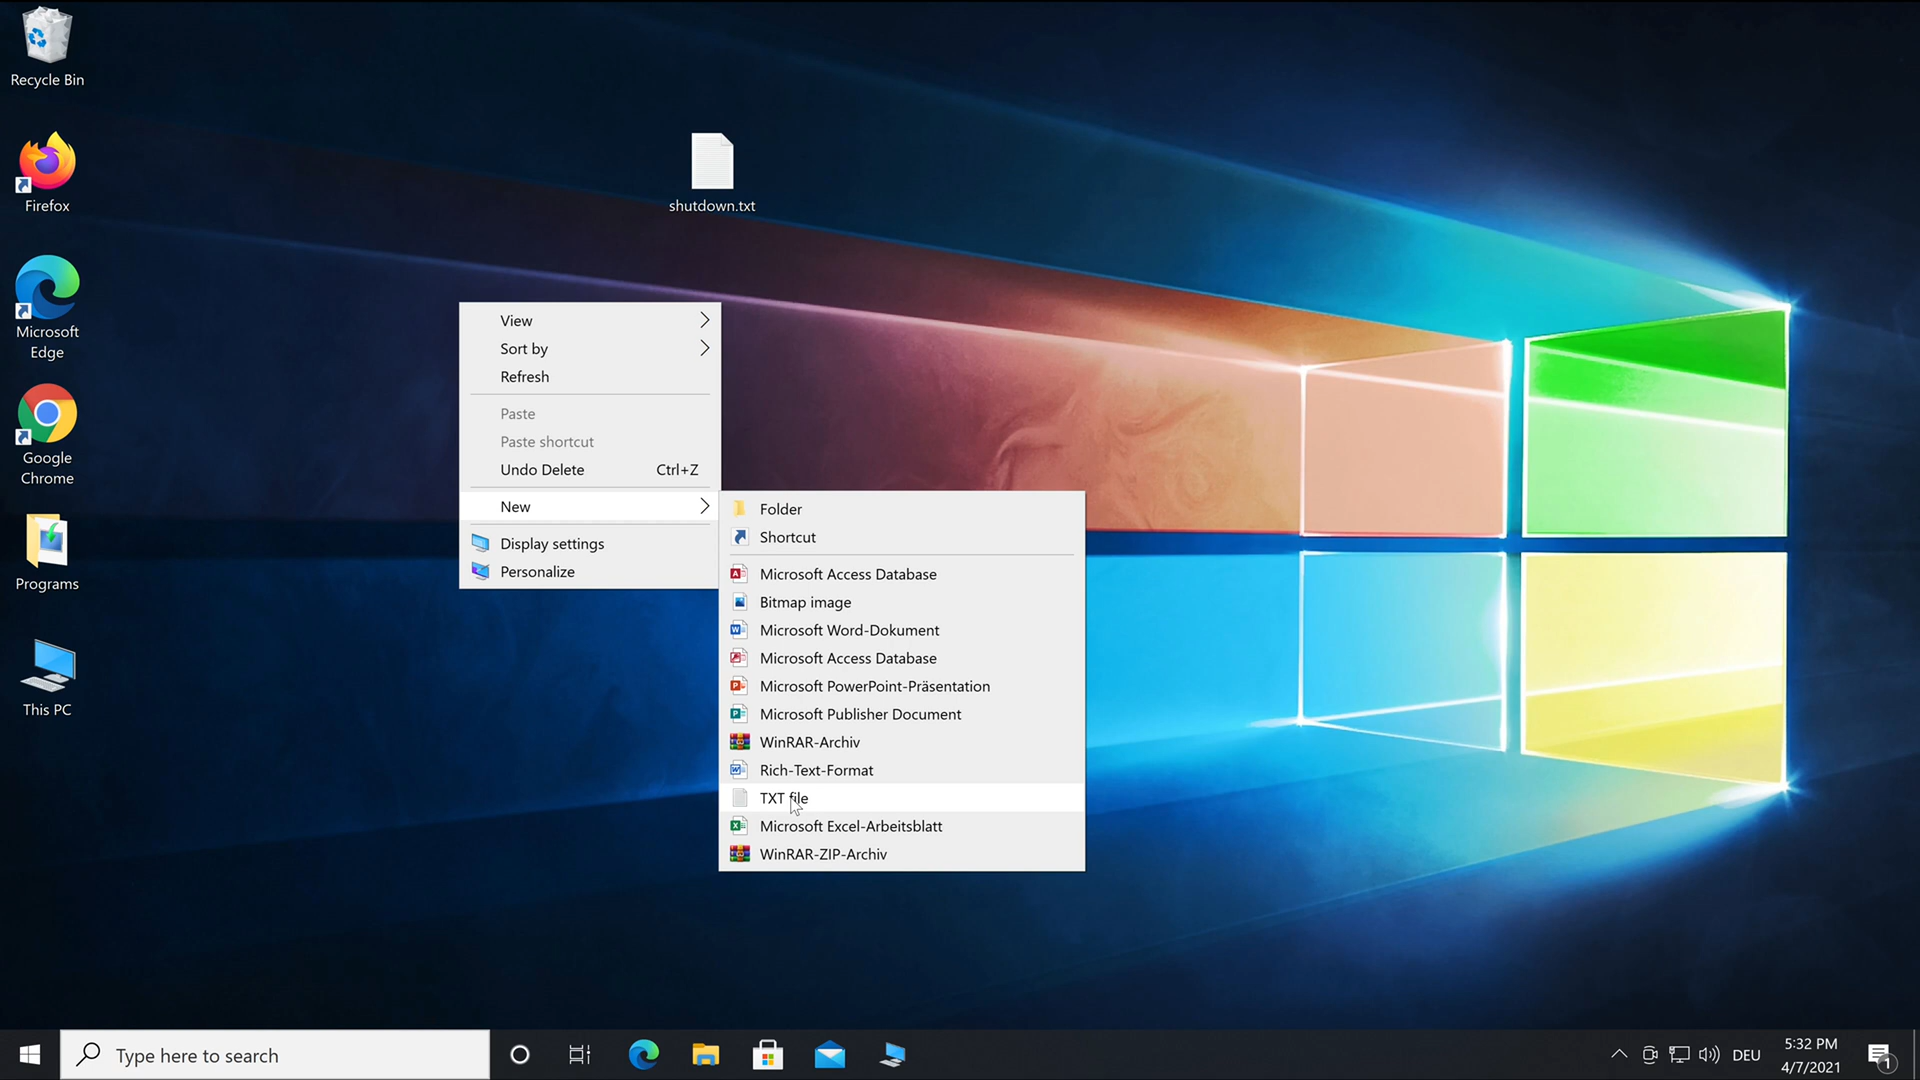 Recycle Bin
Firefox
Microsoft
Edge
Google
Chrome
Programs
This PC
shutdown.txt
View
Sort by
Refresh
Paste
Paste shortcut
Undo Delete Ctrl+Z
New
Display settings
Personalize
Folder
Shortcut
Microsoft Access Database
Bitmap image
Microsoft Word-Dokument
Microsoft Access Database
Microsoft PowerPoint-Präsentation
Microsoft Publisher Document
WinRAR-Archiv
Rich-Text-Format
TXT file
Microsoft Excel-Arbeitsblatt
WinRAR-ZIP-Archiv
Type here to search
DEU
5:32 PM
4/7/2021
1